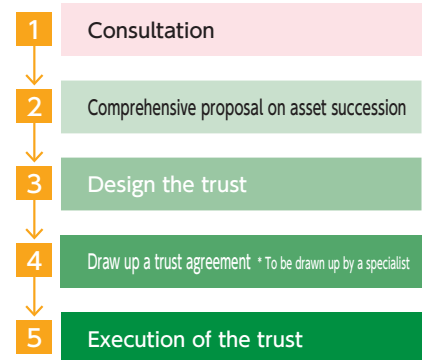 1 Consultation
2 Comprehensive proposal on asset succession
3 Design the trust
4 Draw up a trust agreement * To be drawn up by a specialist
5 Execution of the trust